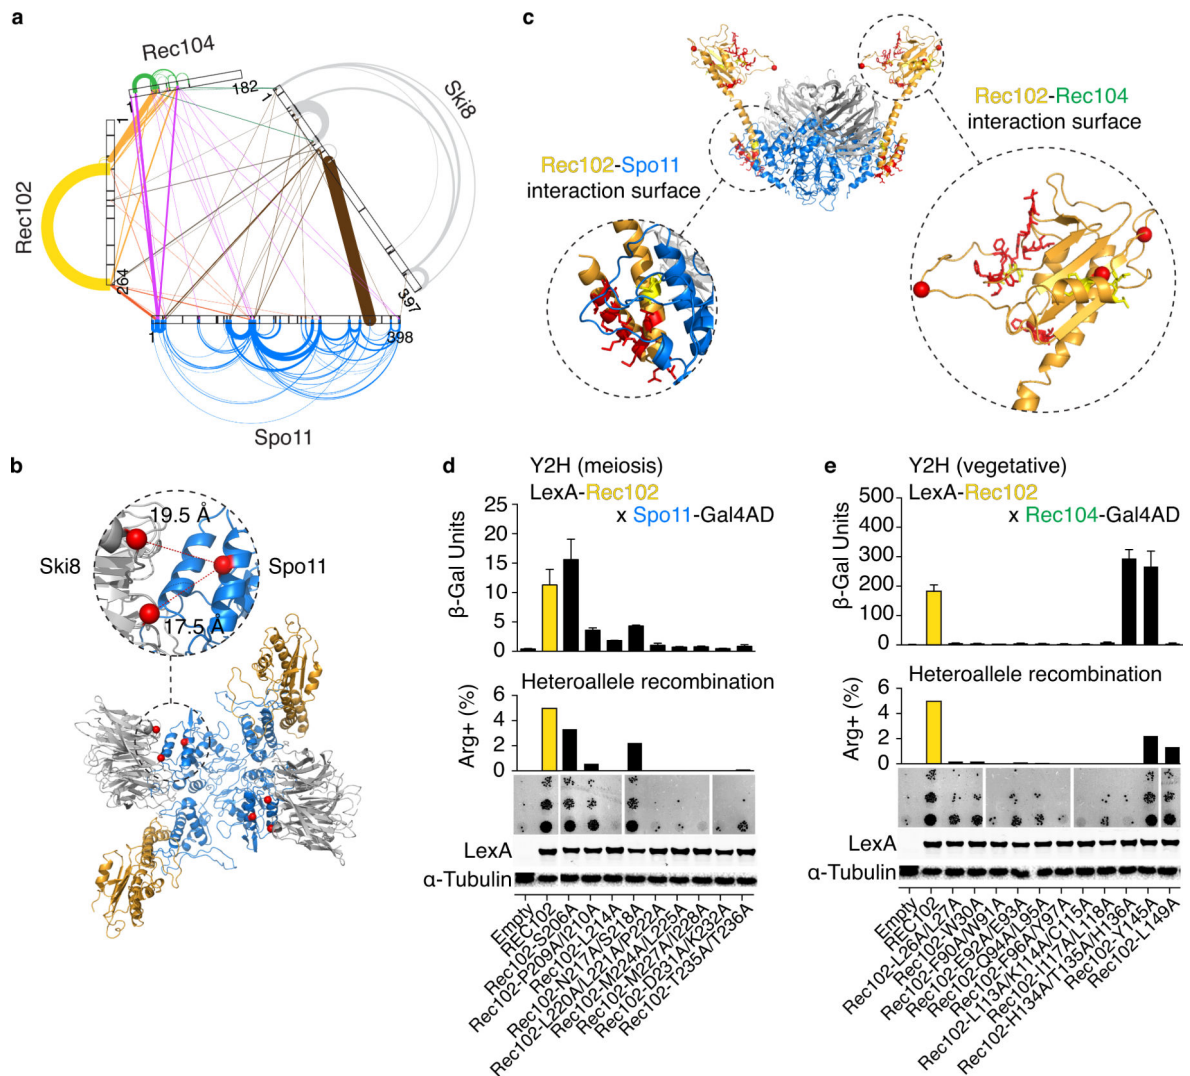 a
Rec104
182
1
1
Ski8
1
Rec102
264
397
1
398
Spo11
b
19.5 Å
Ski8
Spo11
17.5 Å
c
Rec102-Rec104
interaction surface
Rec102-Spo11
interaction surface
d
Y2H (meiosis)
LexA-Rec102
x Spo11-Gal4AD
β-Gal Units
25
20
15
10
5
0
Heteroallele recombination
Arg+ (%)
6
4
2
0
LexA
α-Tubulin
Empty
REC102
Rec102-S206A
Rec102-P209A/I210A
Rec102-L214A
Rec102-N217A/S218A
Rec102-L220A/L221A/P222A
Rec102-M224A/L225A
Rec102-M227A/I228A
Rec102-D231A/K232A
Rec102-T235A/T236A
e
Y2H (vegetative)
LexA-Rec102
x Rec104-Gal4AD
β-Gal Units
500
400
300
200
100
0
Heteroallele recombination
Arg+ (%)
6
4
2
0
LexA
α-Tubulin
Empty
REC102
Rec102-L26A/L27A
Rec102-W30A
Rec102-F90A/W91A
Rec102-E92A/E93A
Rec102-Q94A/L95A
Rec102-F96A/Y97A
Rec102-L113A/K114A/C115A
Rec102-I117A/L118A
Rec102-H134A/T135A/H136A
Rec102-Y145A
Rec102-L149A